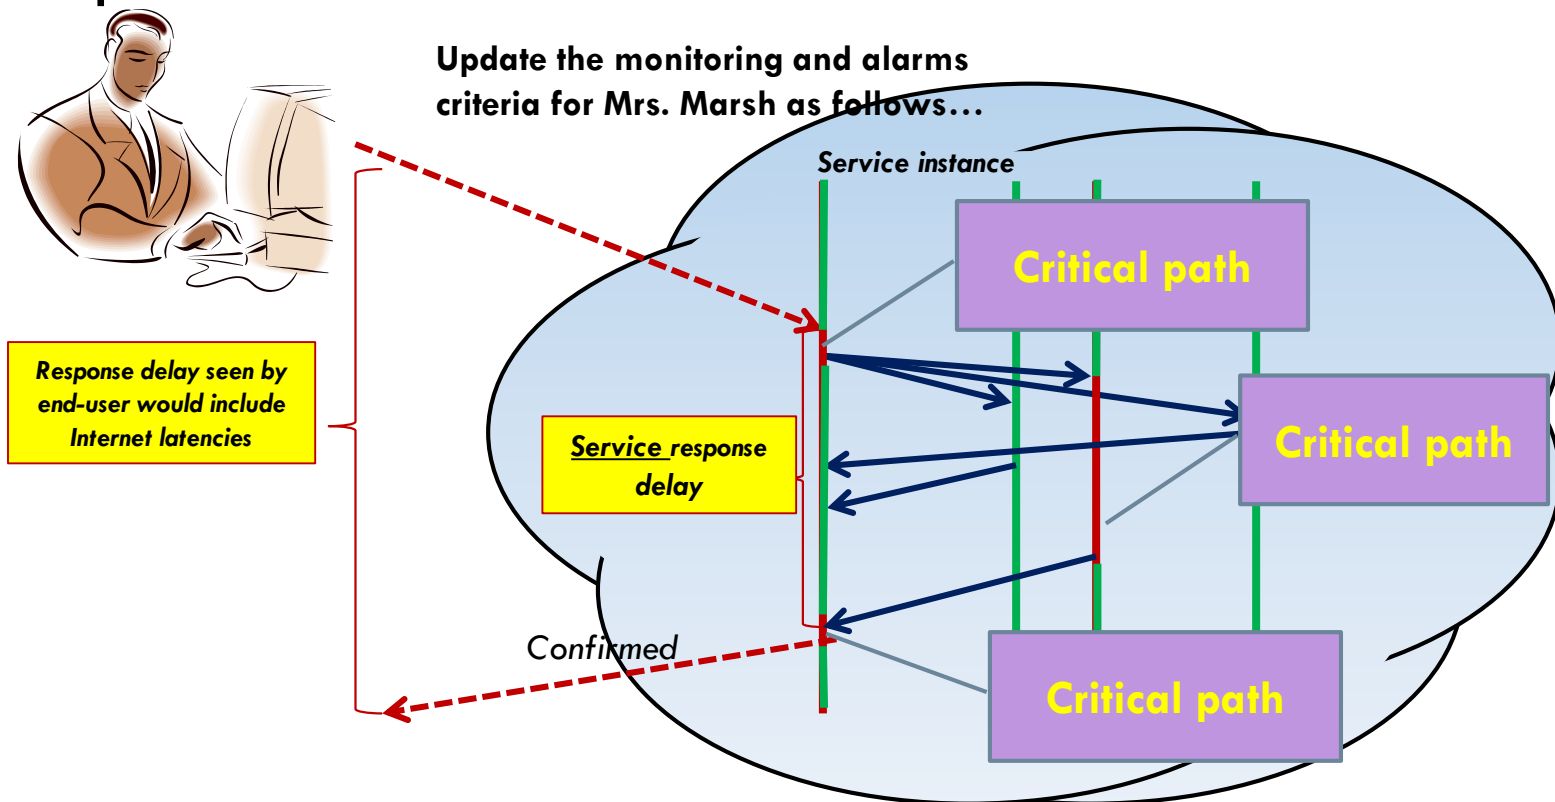 Update the monitoring and alarms
criteria for Mrs. Marsh as follows…
Service instance
Critical path
Response delay seen by
end-user would include
Internet latencies
Service response
delay
Critical path
Confirmed
Critical path